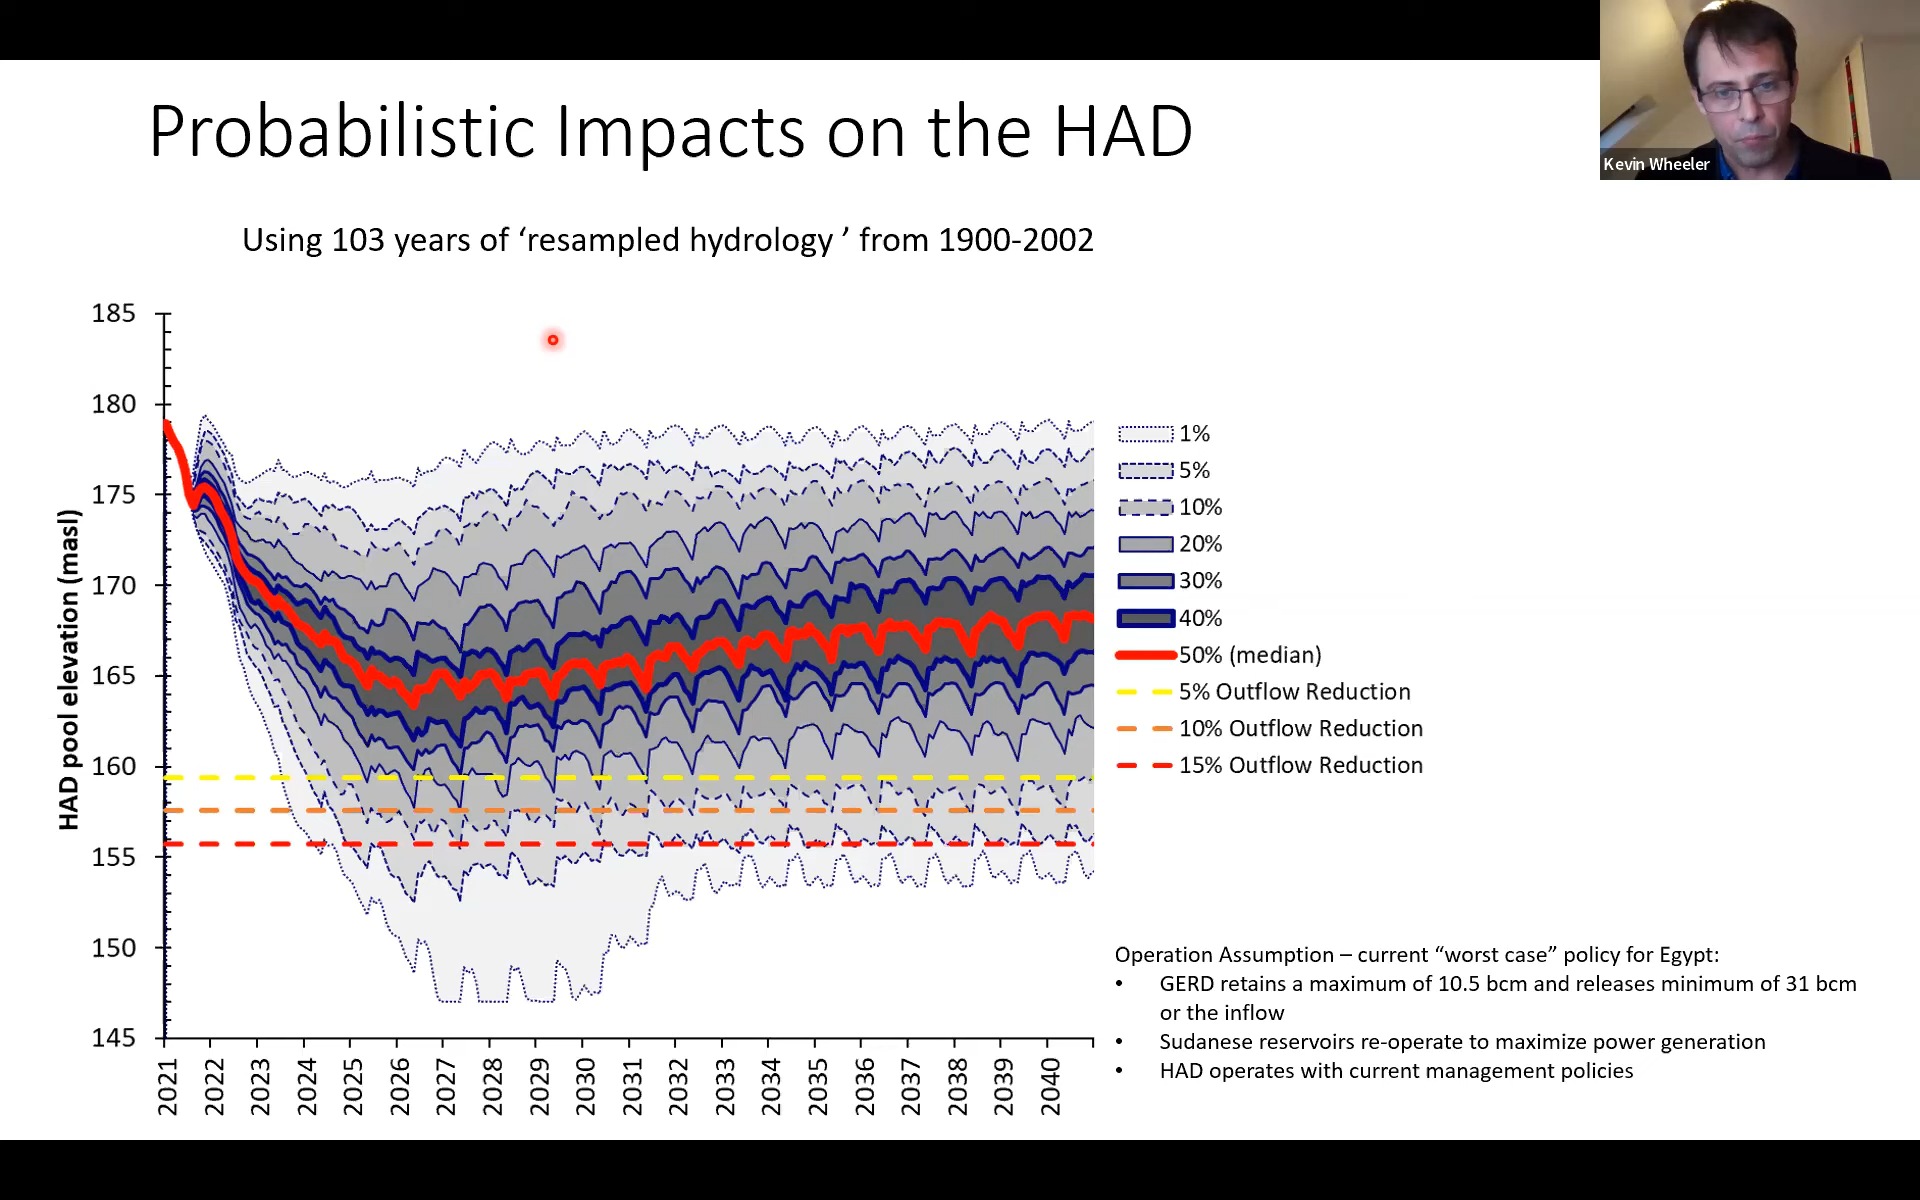 Kevin Wheeler
Probabilistic Impacts on the HAD
Using 103 years of ‘resampled hydrology ’ from 1900-2002
HAD pool elevation (masl)
185
180
175
170
165
160
155
150
145
2021
2022
2023
2024
2025
2026
2027
2028
2029
2030
2031
2032
2033
2034
2035
2036
2037
2038
2039
2040
1%
5%
10%
20%
30%
40%
50% (median)
5% Outflow Reduction
10% Outflow Reduction
15% Outflow Reduction
Operation Assumption – current “worst case” policy for Egypt:
• GERD retains a maximum of 10.5 bcm and releases minimum of 31 bcm
or the inflow
• Sudanese reservoirs re-operate to maximize power generation
• HAD operates with current management policies